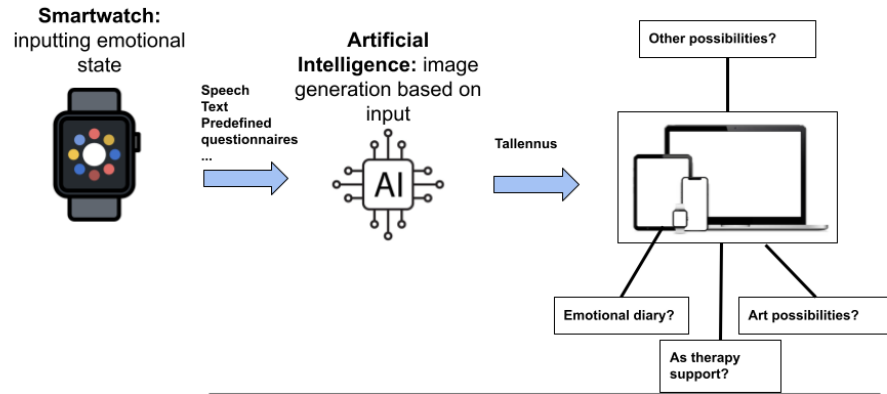 Smartwatch:
inputting emotional
state
Speech
Text
Predefined
questionnaires
...
Artificial
Intelligence: image
generation based on
input
AI
Tallennus
Other possibilities?
Emotional diary?
As therapy
support?
Art possibilities?